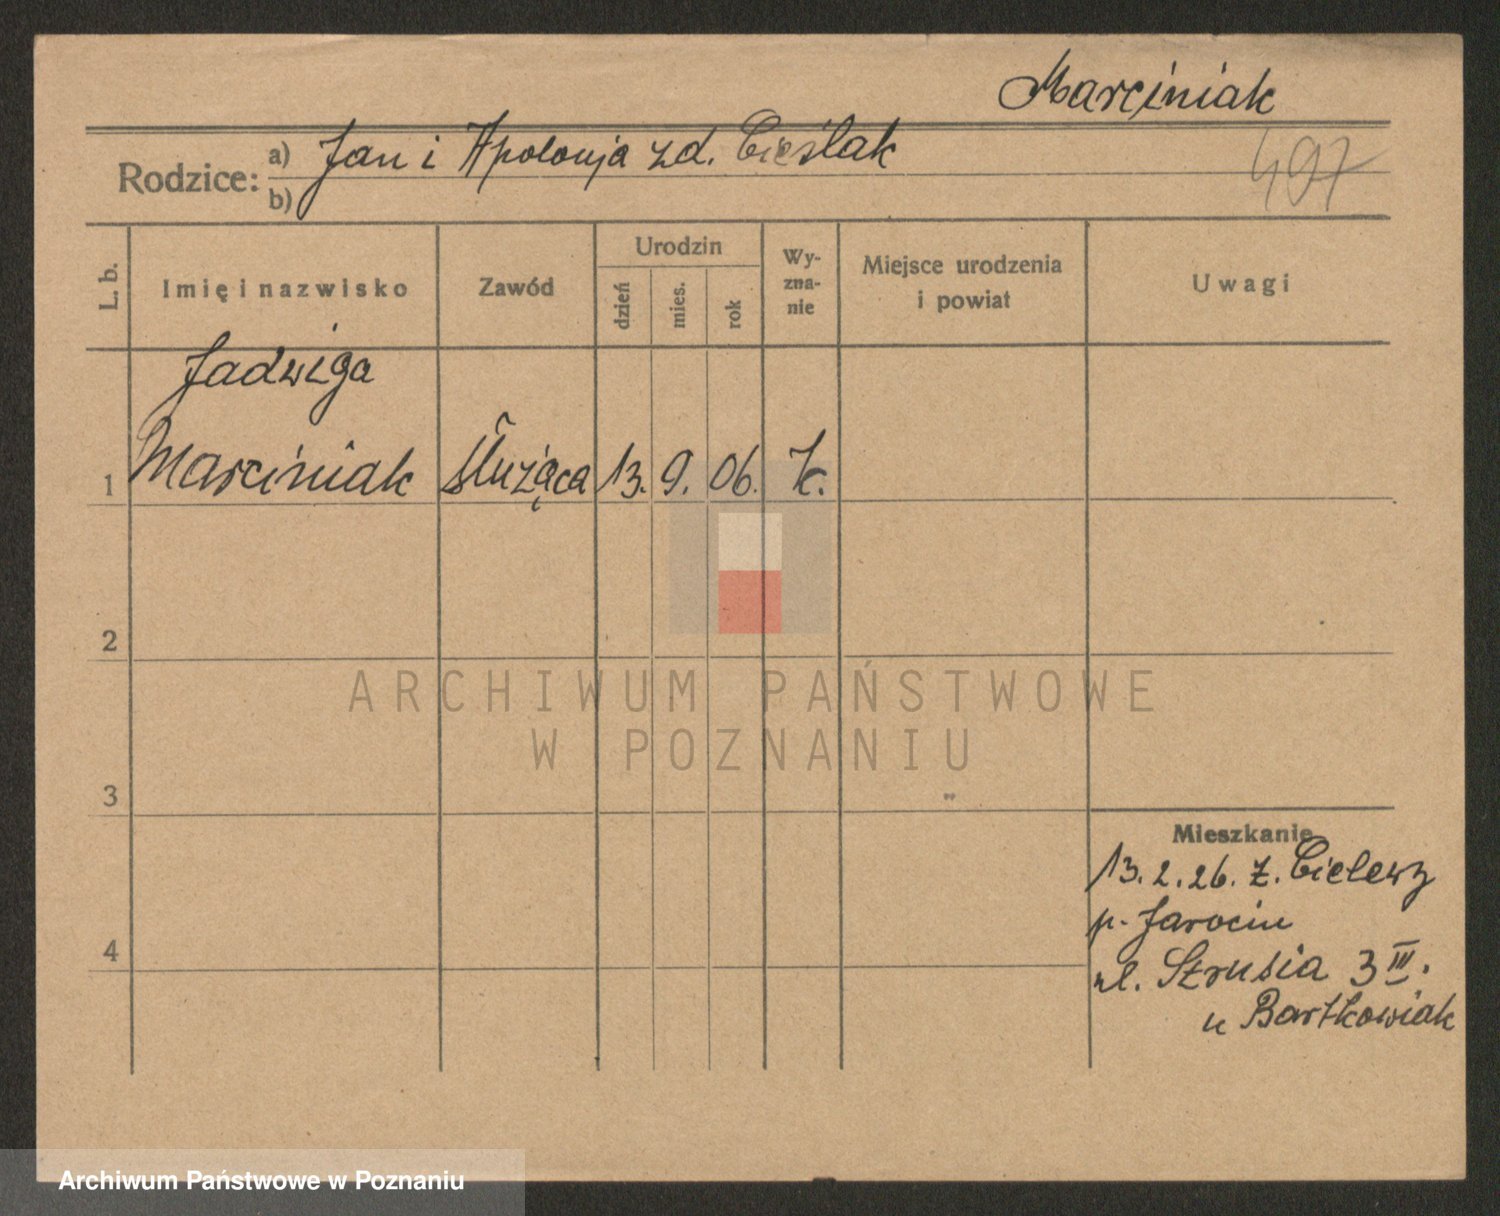 Marciniak
Rodzice: a) Jan i Apolonja zd. Cieślak
b)
497
L. b.
Imię i nazwisko
Zawód
Urodzin
dzień
mies.
rok
Wy-
zna-
nie
Miejsce urodzenia
i powiat
Uwagi
Jadwiga
1 Marciniak służąca 13. 9. 06. k.
2
ARCHIWUM PAŃSTWOWE
W POZNANIU
3
Mieszkanie
13.2.26. z. Cielewz
p. Jarocin
4
ul. Strusia 3 III.
u Bartkowiak
Archiwum Państwowe w Poznaniu